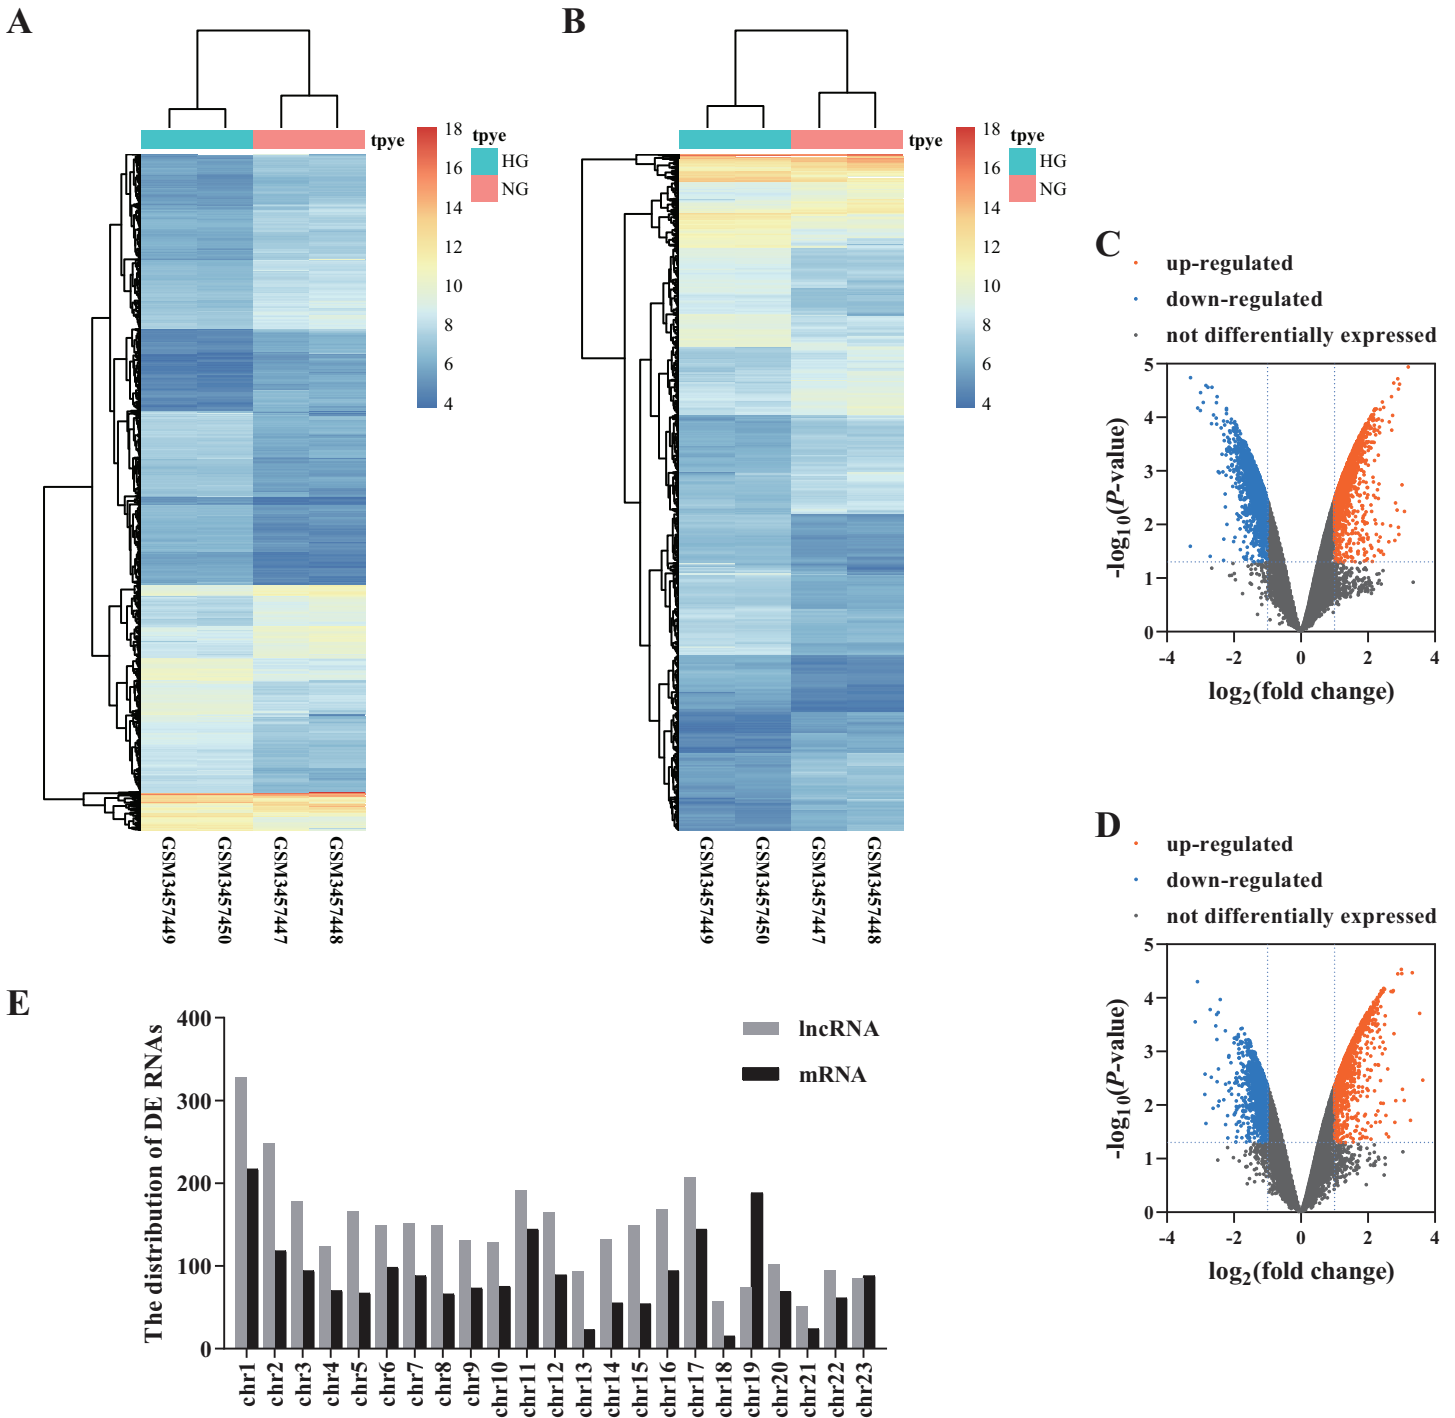 A
tpye
18
16
14
12
10
8
6
4
tpye
HG
NG
GSM3457449
GSM3457450
GSM3457447
GSM3457448
B
tpye
18
16
14
12
10
8
6
4
tpye
HG
NG
GSM3457449
GSM3457450
GSM3457447
GSM3457448
C
up-regulated
down-regulated
not differentially expressed
-log10(P-value)
5
4
3
2
1
0
-4
-2
0
2
4
log2(fold change)
D
up-regulated
down-regulated
not differentially expressed
-log10(P-value)
5
4
3
2
1
0
-4
-2
0
2
4
log2(fold change)
E
The distribution of DE RNAs
400
300
200
100
0
lncRNA
mRNA
chr1
chr2
chr3
chr4
chr5
chr6
chr7
chr8
chr9
chr10
chr11
chr12
chr13
chr14
chr15
chr16
chr17
chr18
chr19
chr20
chr21
chr22
chr23